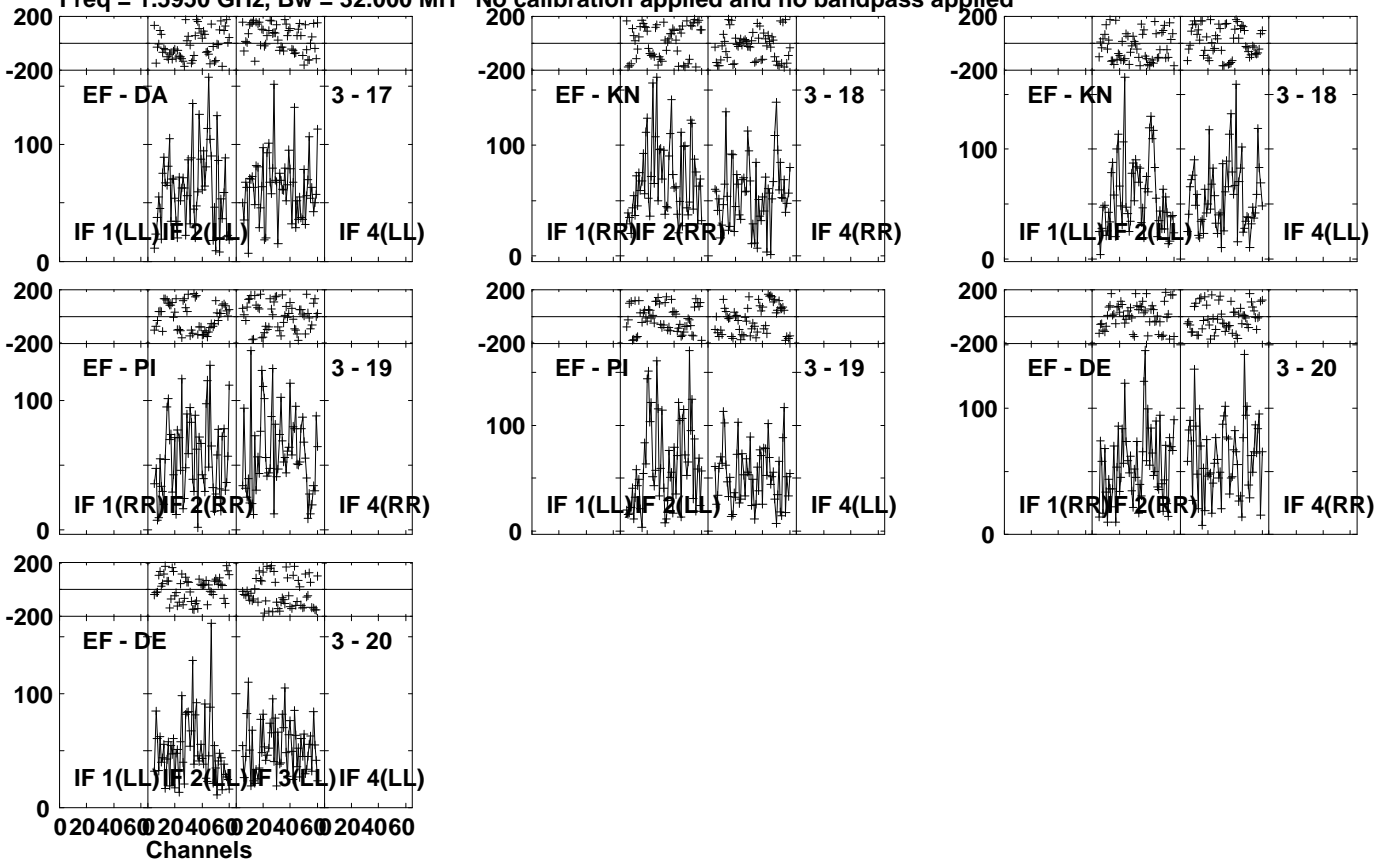 Freq = 1.5950 GHz, Bw = 32.000 MH No calibration applied and no bandpass applied
200
-200
EF - DA 3 - 17
100
IF 1(LL) IF 2(LL) IF 4(LL)
0
200
-200
EF - KN 3 - 18
100
IF 1(RR) IF 2(RR) IF 4(RR)
0
200
-200
EF - KN 3 - 18
100
IF 1(LL) IF 2(LL) IF 4(LL)
0
200
-200
EF - PI 3 - 19
100
IF 1(RR) IF 2(RR) IF 4(RR)
0
200
-200
EF - PI 3 - 19
100
IF 1(LL) IF 2(LL) IF 4(LL)
0
200
-200
EF - DE 3 - 20
100
IF 1(RR) IF 2(RR) IF 4(RR)
0
200
-200
EF - DE 3 - 20
100
IF 1(LL) IF 2(LL) IF 3(LL) IF 4(LL)
0
0 20 40 60 0 20 40 60 0 20 40 60 0 20 40 60
Channels